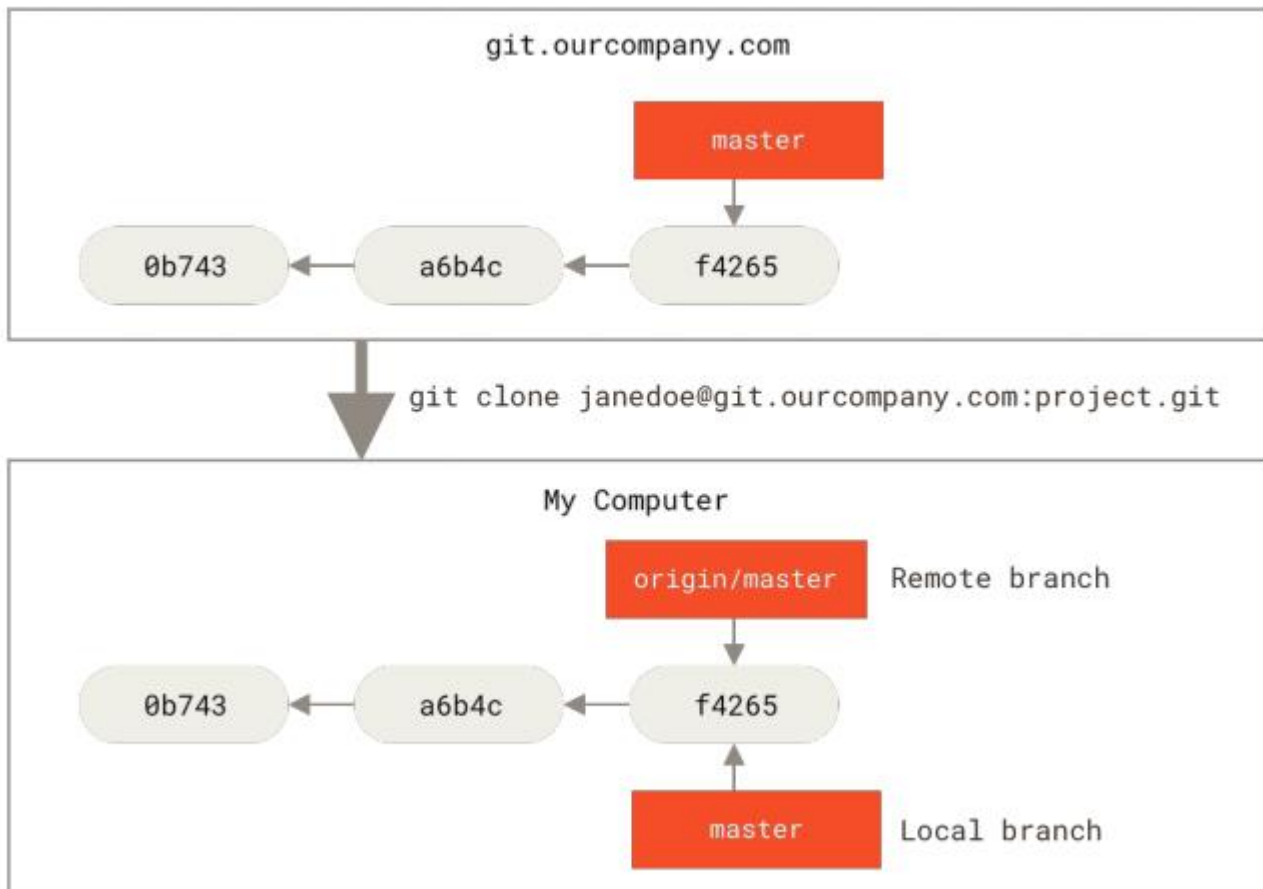 git.ourcompany.com
master
0b743
a6b4c
f4265
git clone janedoe@git.ourcompany.com:project.git
My Computer
origin/master
Remote branch
0b743
a6b4c
f4265
master
Local branch